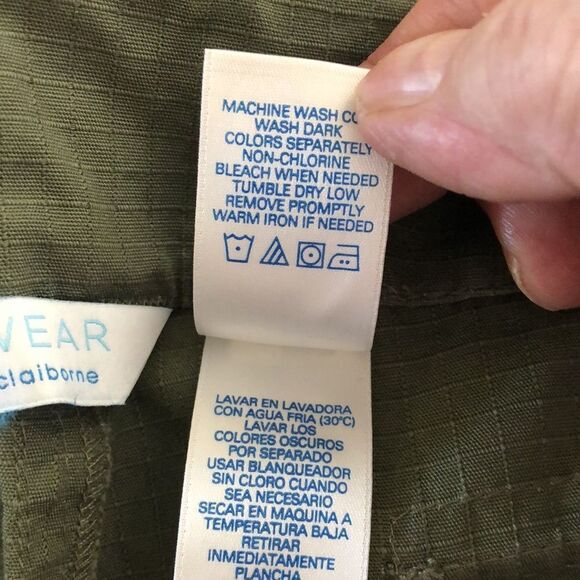 MACHINE WASH
WASH DARK
COLORS SEPARATELY
NON-CHLORINE
BLEACH WHEN NEEDED
TUMBLE DRY LOW
REMOVE PROMPTLY
WARM IRON IF NEEDED
WEAR
claiborne
LAVAR EN LAVADORA
CON AGUA FRIA (30°C)
LAVAR LOS
COLORES OSCUROS
POR SEPARADO
USAR BLANQUEADOR
SIN CLORO CUANDO
SEA NECESARIO
SECAR EN MAQUINA A
TEMPERATURA BAJA
RETIRAR
INMEDIATAMENTE
PLANCHA